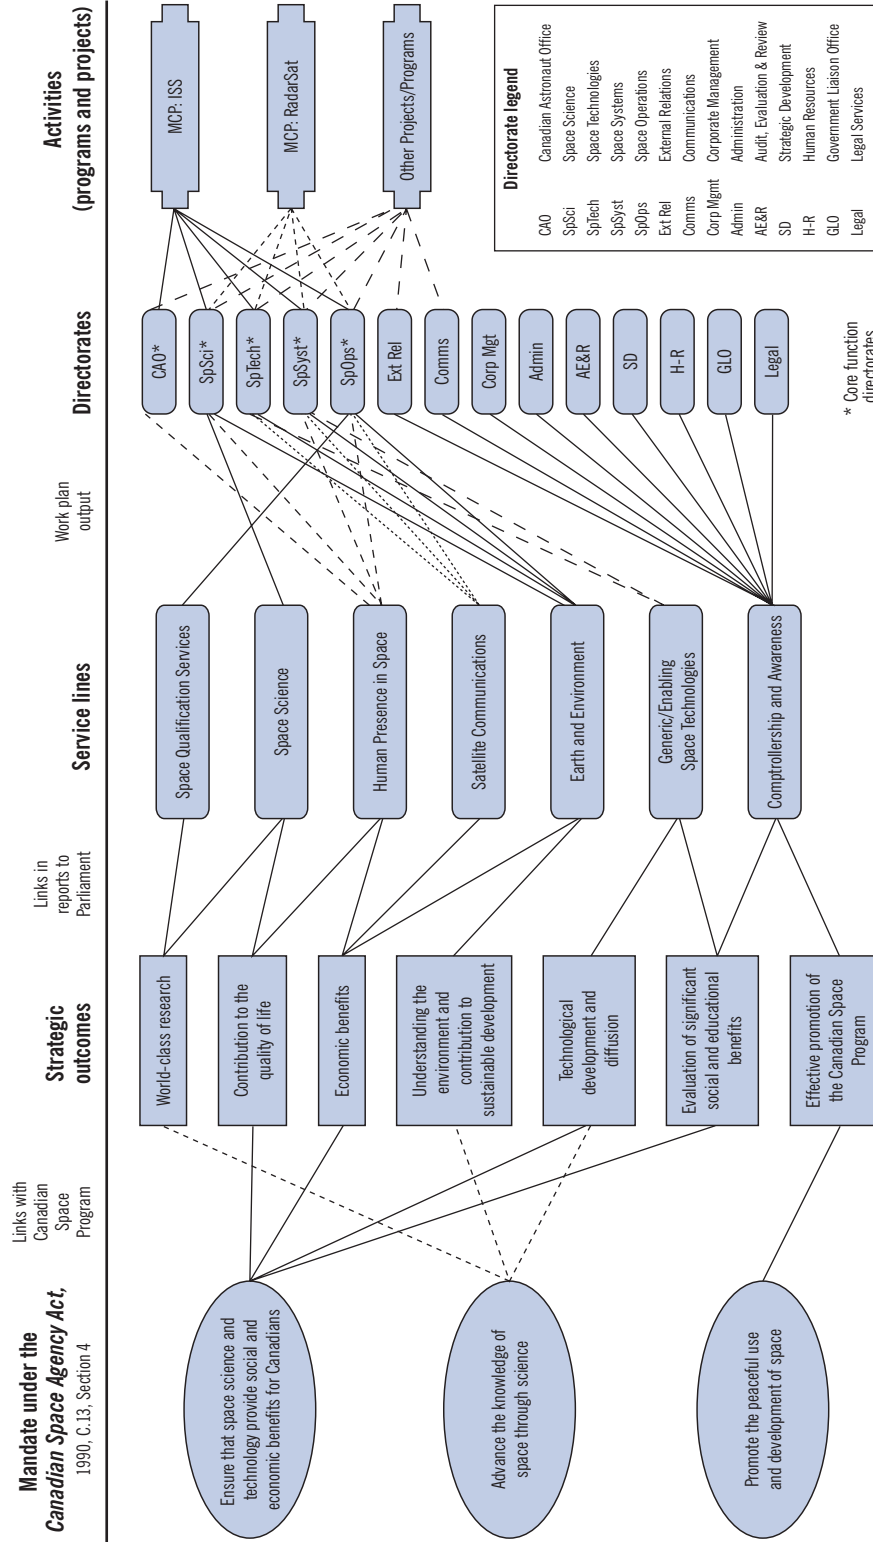 Mandate under the
Canadian Space Agency Act,
1990, C.13, Section 4
Links with
Canadian
Space
Program
Strategic
outcomes
Links in
reports to
Parliament
Service lines
Work plan
output
Directorates
Activities
(programs and projects)
Ensure that space science and
technology provide social and
economic benefits for Canadians
Advance the knowledge of
space through science
Promote the peaceful use
and development of space
World-class research
Contribution to the
quality of life
Economic benefits
Understanding the
environment and
contribution to
sustainable development
Technological
development and
diffusion
Evaluation of significant
social and educational
benefits
Effective promotion of
the Canadian Space
Program
Space Qualification Services
Space Science
Human Presence in Space
Satellite Communications
Earth and Environment
Generic/Enabling
Space Technologies
Comptrollership and Awareness
CAO*
SpSci*
SpTech*
SpSyst*
SpOps*
Ext Rel
Comms
Corp Mgt
Admin
AE&R
SD
H-R
GLO
Legal
* Core function
directorates
MCP: ISS
MCP: RadarSat
Other Projects/Programs
Directorate legend
CAO Canadian Astronaut Office
SpSci Space Science
SpTech Space Technologies
SpSyst Space Systems
SpOps Space Operations
Ext Rel External Relations
Comms Communications
Corp Mgmt Corporate Management
Admin Administration
AE&R Audit, Evaluation & Review
SD Strategic Development
H-R Human Resources
GLO Government Liaison Office
Legal Legal Services